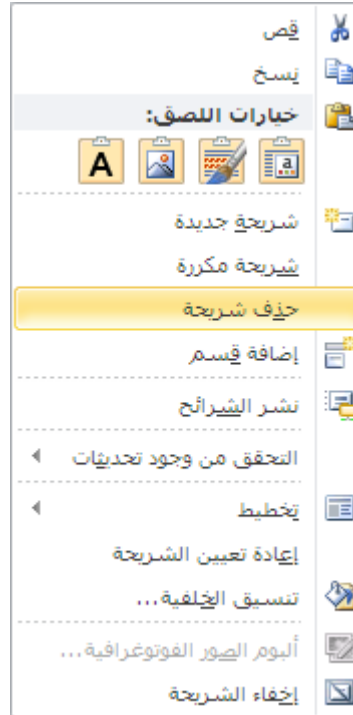 قص
نسخ
خيارات اللصق:
A a
شريحة جديدة
شريحة مكررة
حذف شريحة
إضافة قسم
نشر الشرائح
التحقق من وجود تحديثات
تخطيط
إعادة تعيين الشريحة
تنسيق الخلفية...
ألبوم الصور الفوتوغرافية...
إخفاء الشريحة